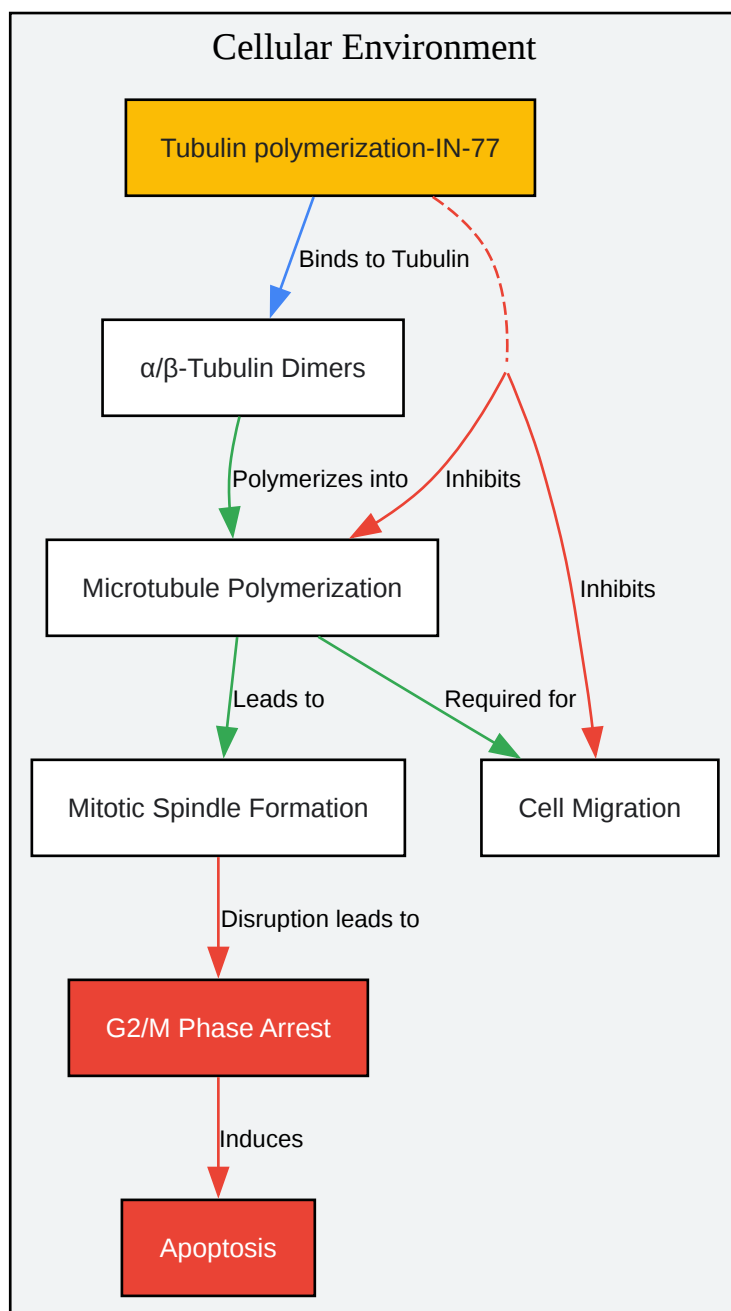 Cellular Environment
Tubulin polymerization-IN-77
Binds to Tubulin
α/β-Tubulin Dimers
Polymerizes into
Inhibits
Microtubule Polymerization
Inhibits
Leads to
Required for
Mitotic Spindle Formation
Cell Migration
Disruption leads to
G2/M Phase Arrest
Induces
Apoptosis